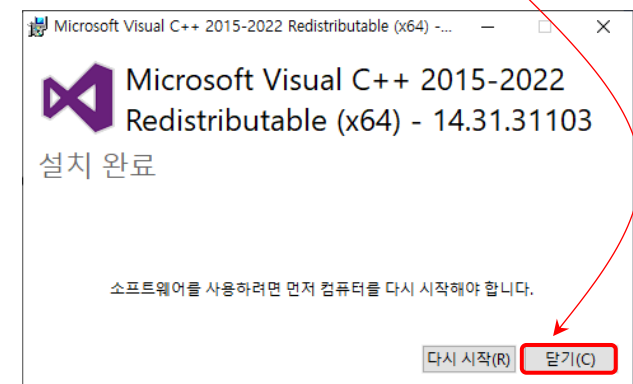 Microsoft Visual C++ 2015-2022 Redistributable (x64) -...
Microsoft Visual C++ 2015-2022
Redistributable (x64) - 14.31.31103
설치 완료
소프트웨어를 사용하려면 먼저 컴퓨터를 다시 시작해야 합니다.
다시 시작(R) 닫기(C)